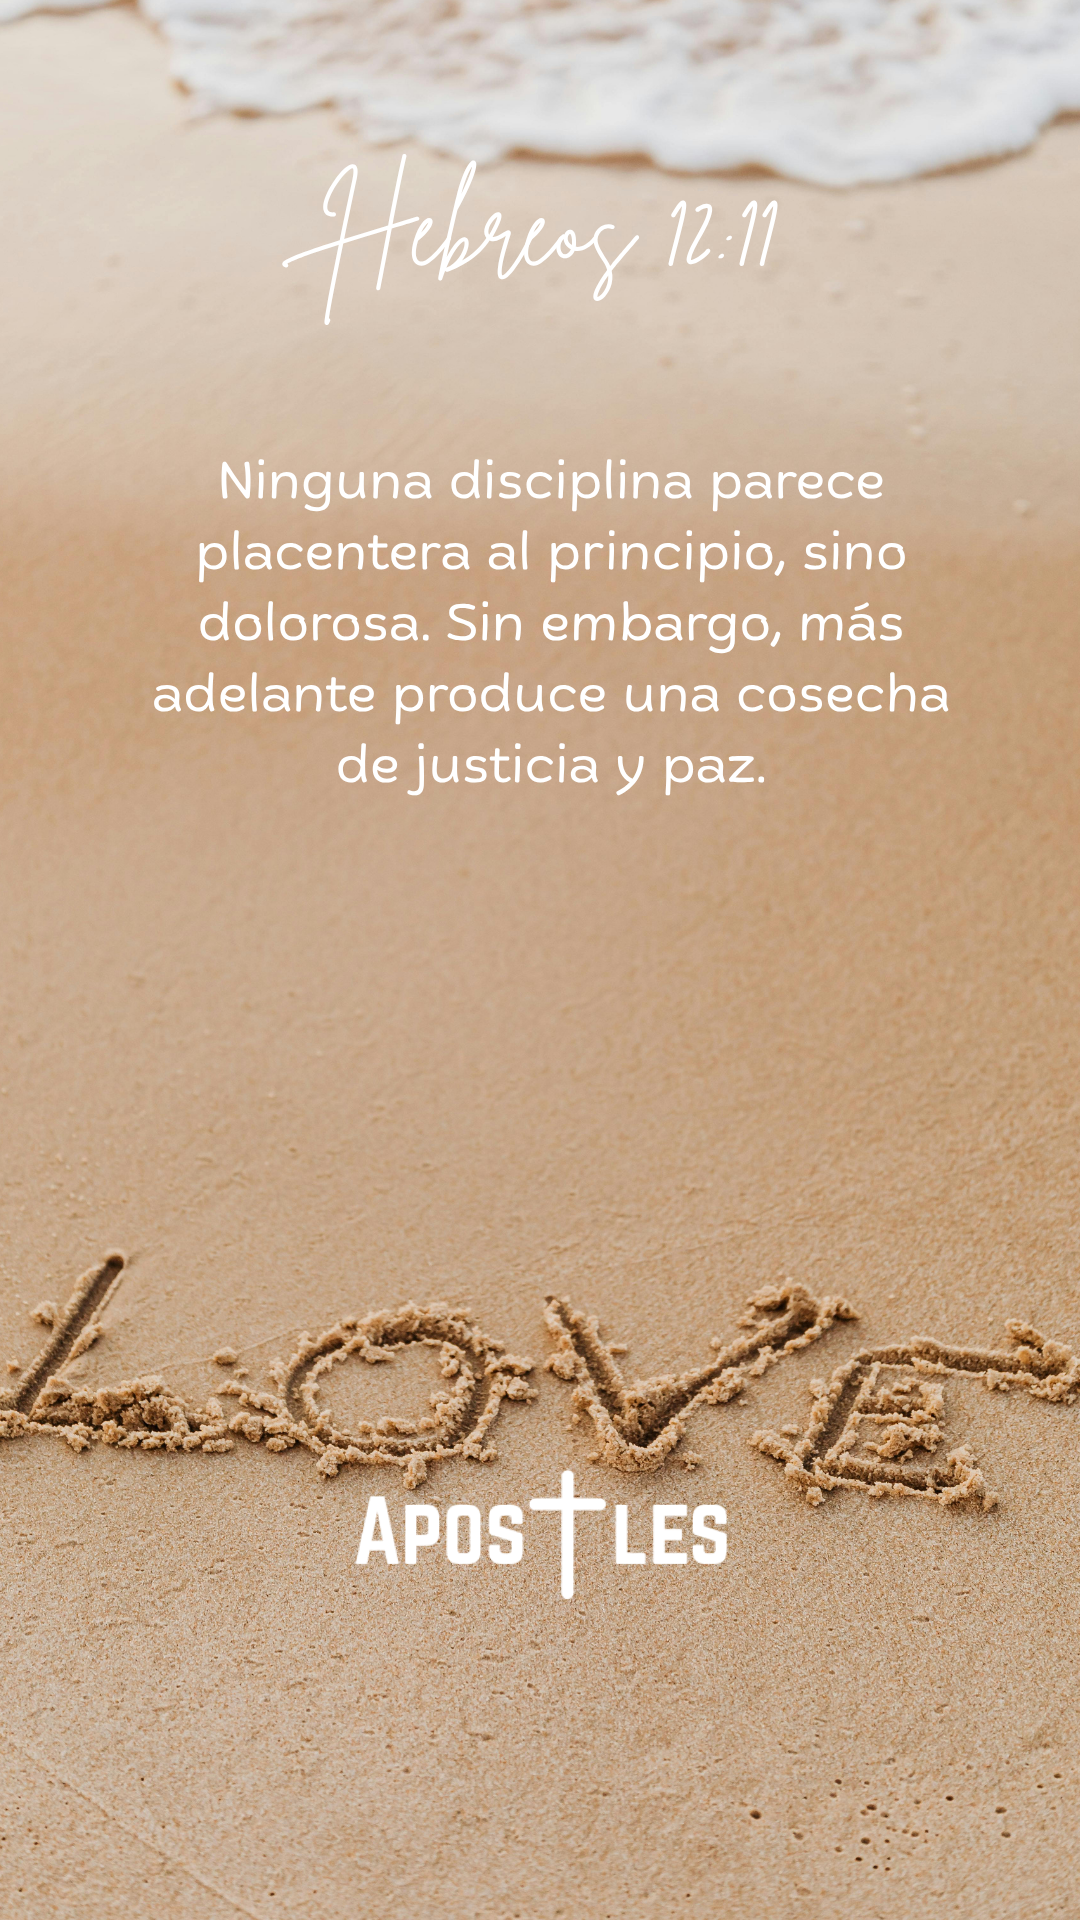 Hebreos 12:11
Ninguna disciplina parece
placentera al principio, sino
dolorosa. Sin embargo, más
adelante produce una cosecha
de justicia y paz.
LOVE
APOSTLES